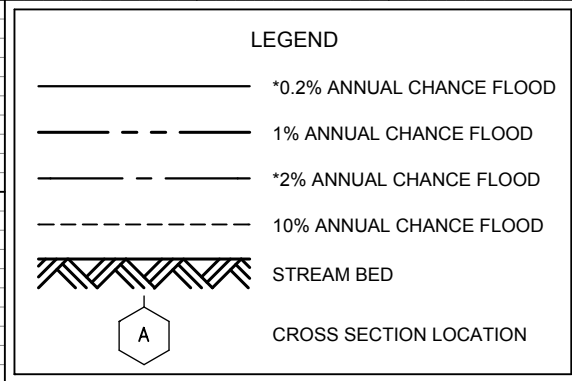 LEGEND
*0.2% ANNUAL CHANCE FLOOD
1% ANNUAL CHANCE FLOOD
*2% ANNUAL CHANCE FLOOD
10% ANNUAL CHANCE FLOOD
STREAM BED
A CROSS SECTION LOCATION